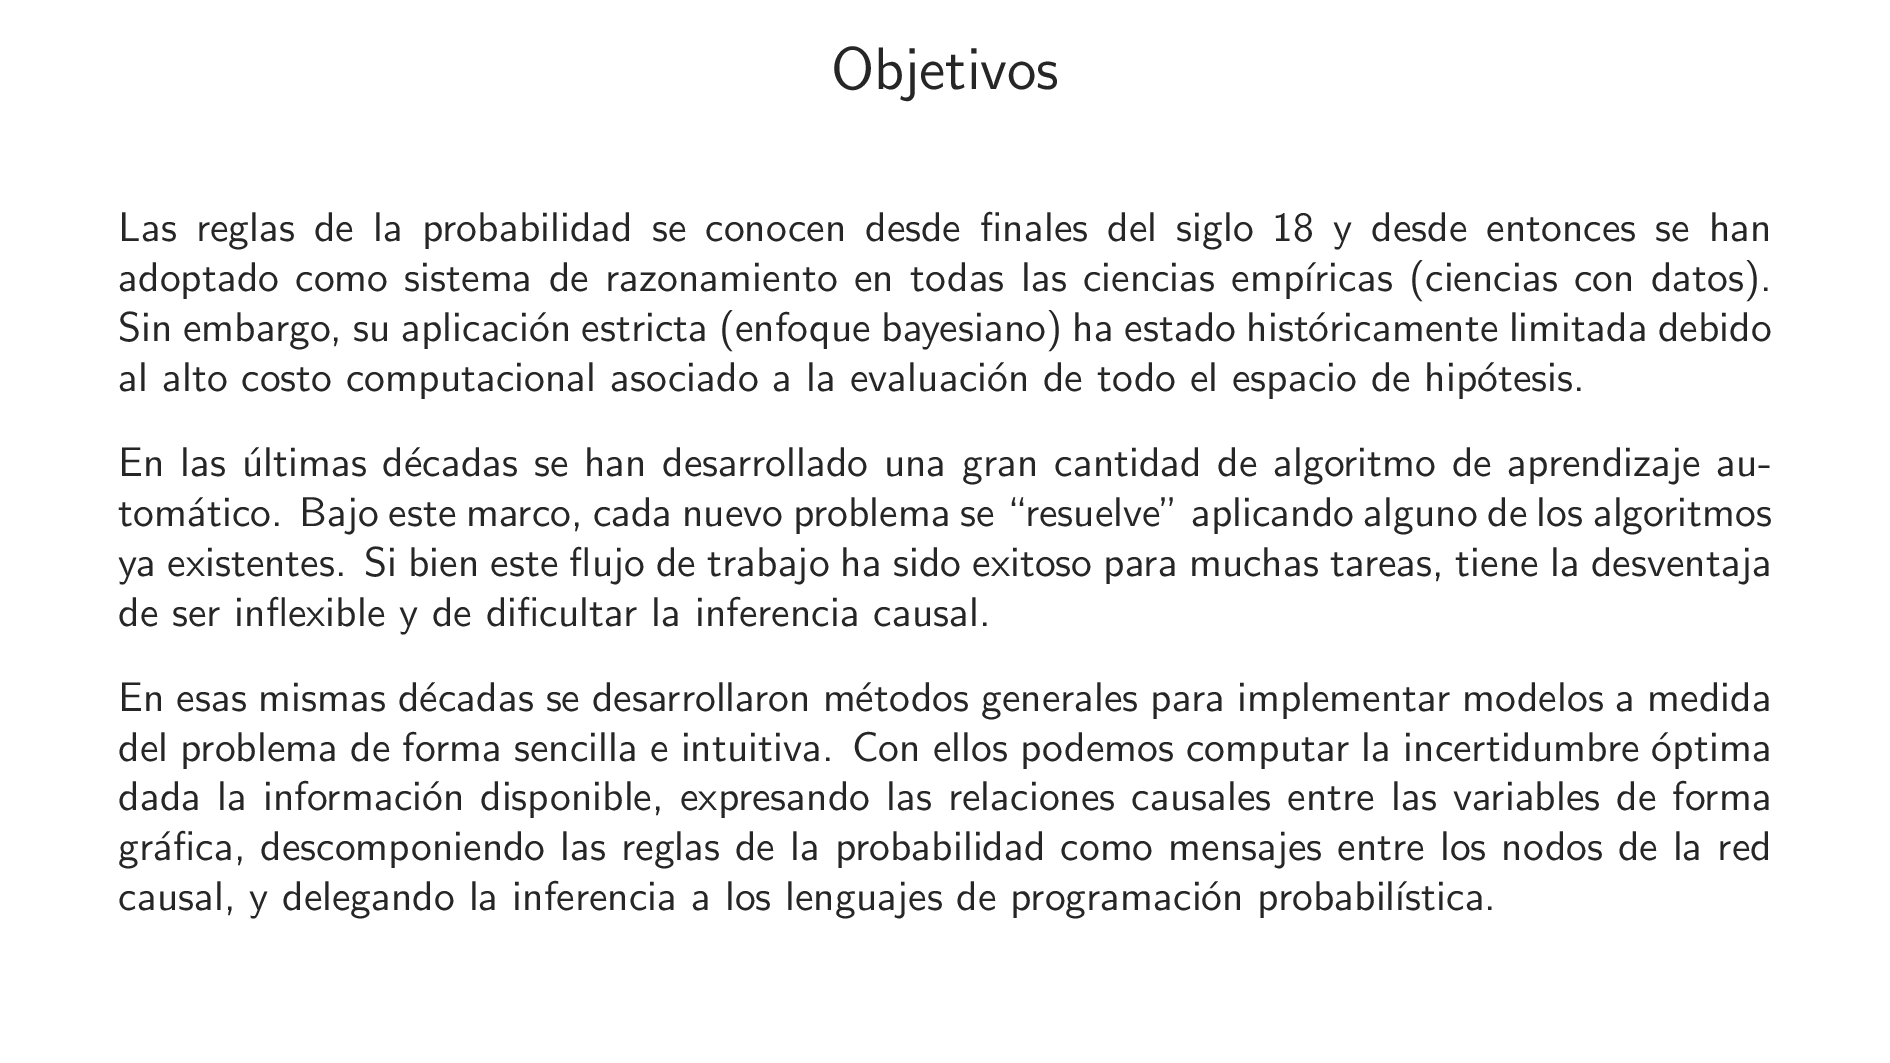 Objetivos
Las reglas de la probabilidad se conocen desde finales del siglo 18 y desde entonces se han
adoptado como sistema de razonamiento en todas las ciencias empíricas (ciencias con datos).
Sin embargo, su aplicación estricta (enfoque bayesiano) ha estado históricamente limitada debido
al alto costo computacional asociado a la evaluación de todo el espacio de hipótesis.
En las últimas décadas se han desarrollado una gran cantidad de algoritmo de aprendizaje au-
tomático. Bajo este marco, cada nuevo problema se “resuelve” aplicando alguno de los algoritmos
ya existentes. Si bien este flujo de trabajo ha sido exitoso para muchas tareas, tiene la desventaja
de ser inflexible y de dificultar la inferencia causal.
En esas mismas décadas se desarrollaron métodos generales para implementar modelos a medida
del problema de forma sencilla e intuitiva. Con ellos podemos computar la incertidumbre óptima
dada la información disponible, expresando las relaciones causales entre las variables de forma
gráfica, descomponiendo las reglas de la probabilidad como mensajes entre los nodos de la red
causal, y delegando la inferencia a los lenguajes de programación probabilística.